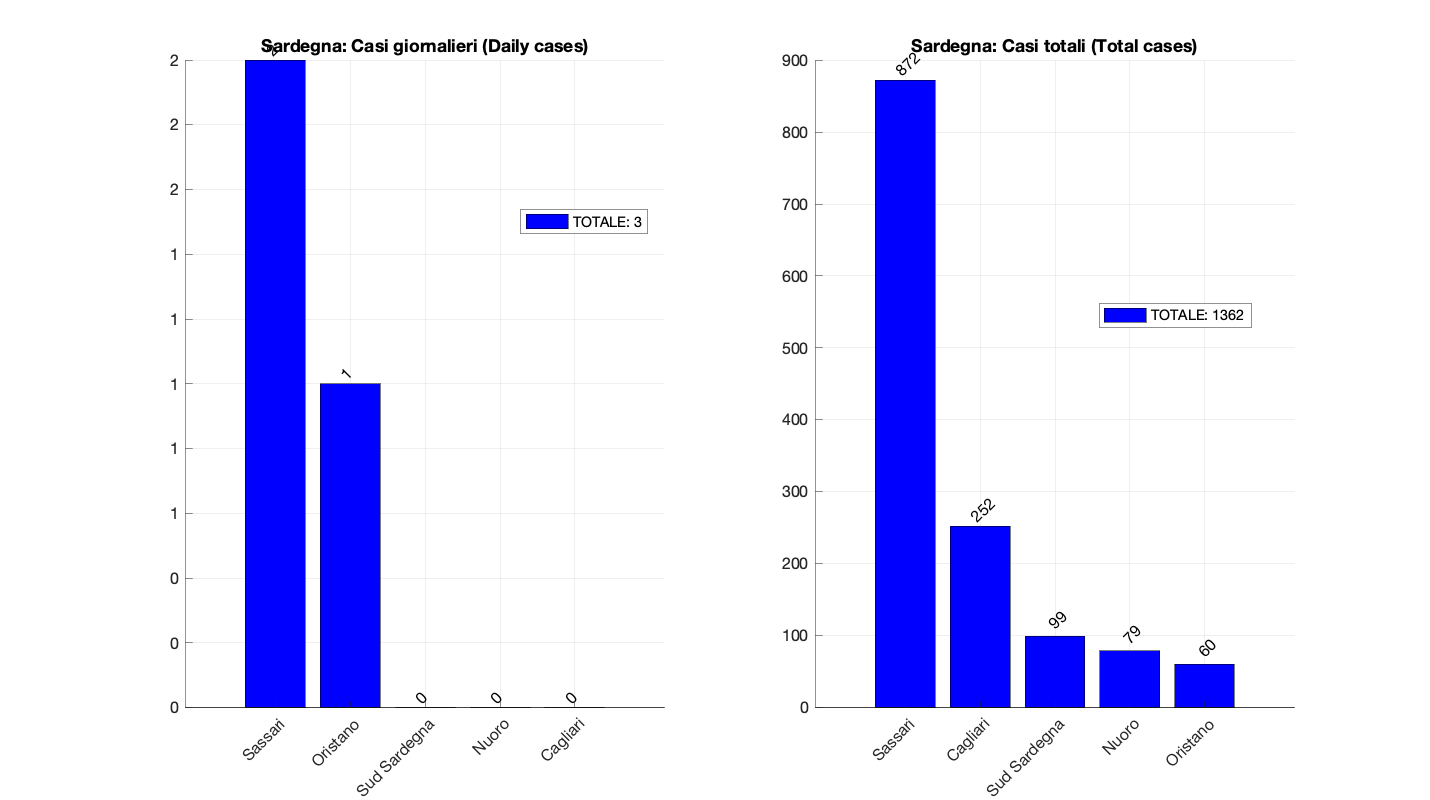 Sardegna: Casi giornalieri (Daily cases)
2
2
2
2
1
1
1
1
1
0
0
0
2
1
0
0
0
TOTALE: 3
Sassari
Oristano
Sud Sardegna
Nuoro
Cagliari
Sardegna: Casi totali (Total cases)
900
800
700
600
500
400
300
200
100
0
872
252
99
79
60
TOTALE: 1362
Sassari
Cagliari
Sud Sardegna
Nuoro
Oristano